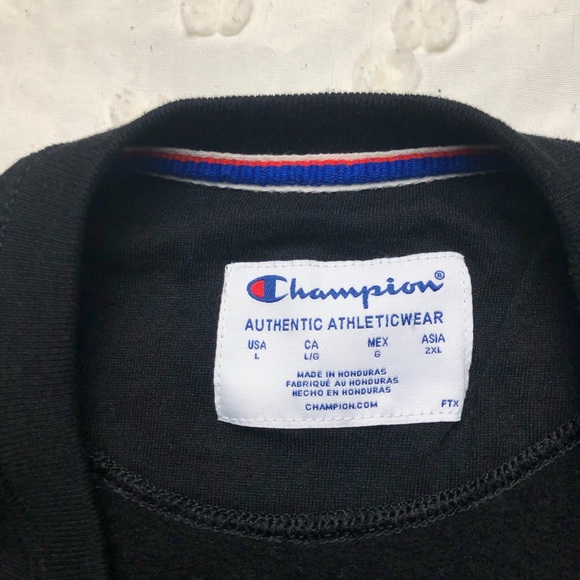 Champion®
AUTHENTIC ATHLETICWEAR
USA CA MEX ASIA
L L/G G 2XL
MADE IN HONDURAS
FABRIQUÉ AU HONDURAS
HECHO EN HONDURAS
CHAMPION.COM
FTX